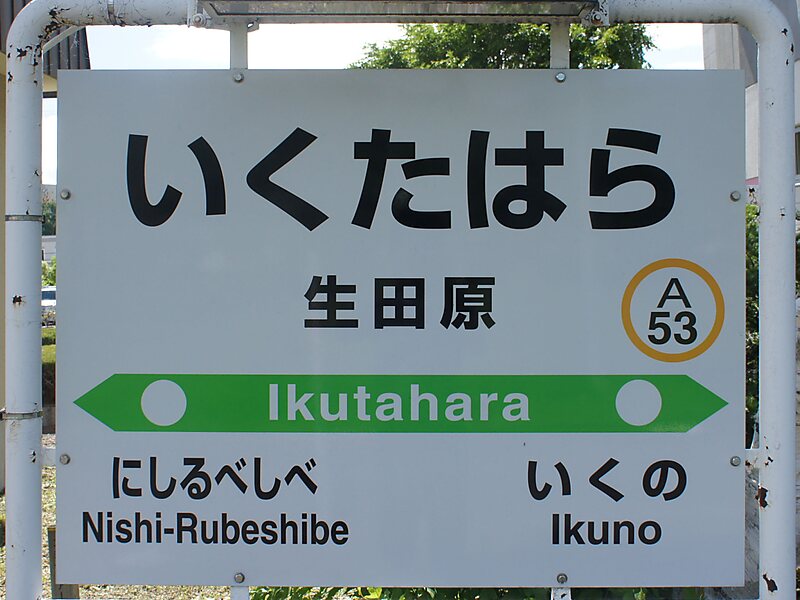 いくたはら
生田原
A
53
Ikutahara
にしるべしべ いくの
Nishi-Rubeshibe Ikuno